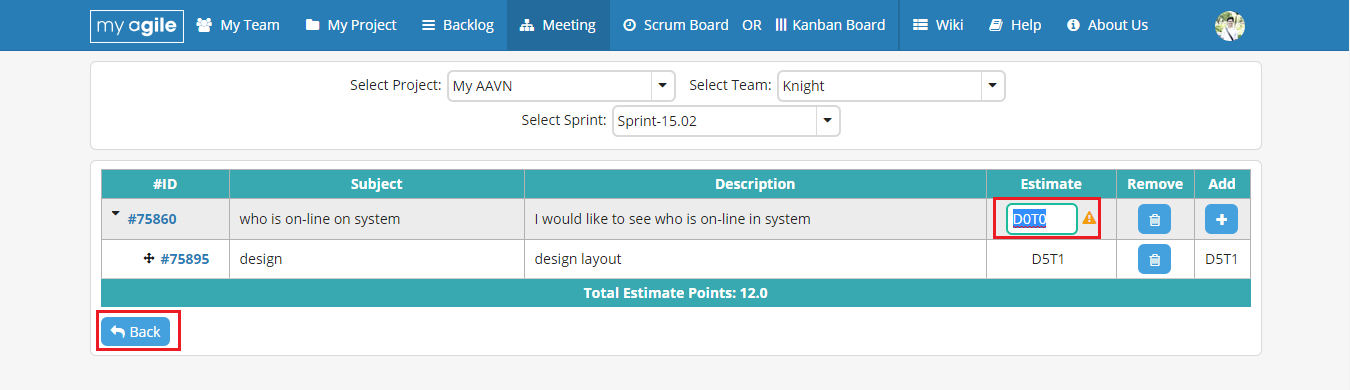 my agile My Team My Project Backlog Meeting Scrum Board OR Kanban Board Wiki Help About Us
Select Project: My AAVN Select Team: Knight
Select Sprint: Sprint-15.02
#ID Subject Description Estimate Remove Add
#75860 who is on-line on system I would like to see who is on-line in system D0T0
#75895 design design layout D5T1 D5T1
Total Estimate Points: 12.0
Back